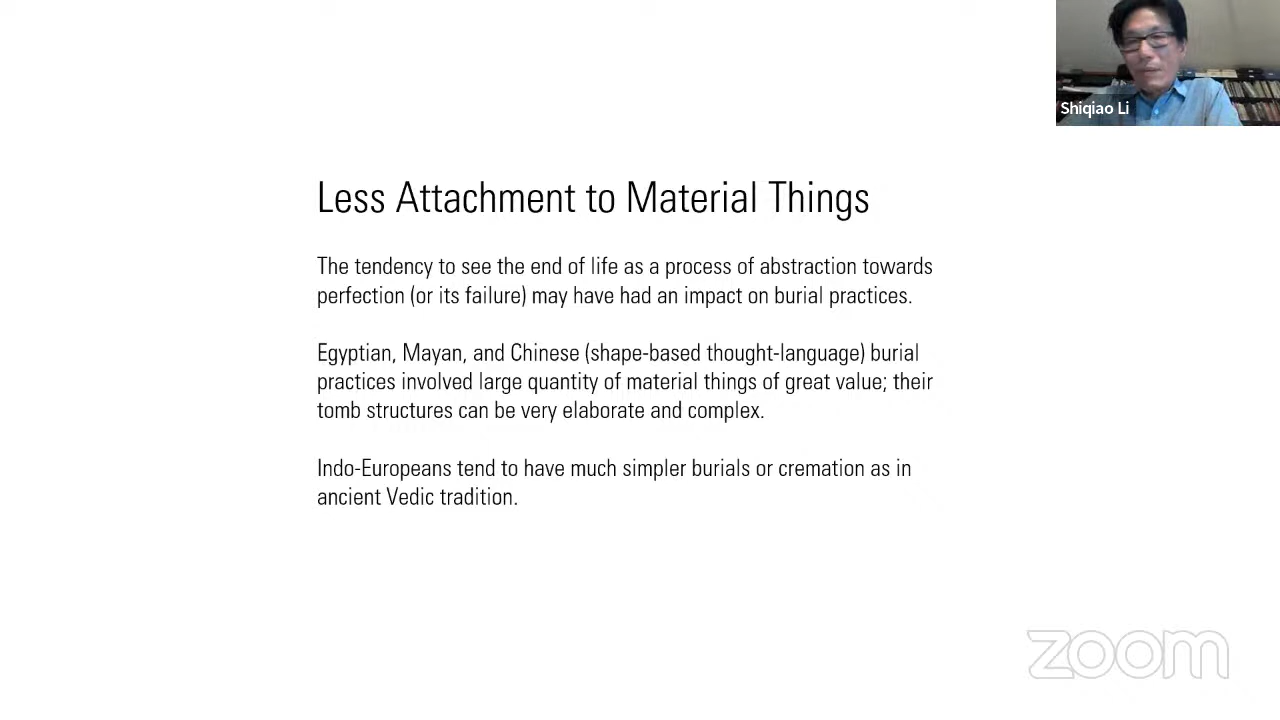 Shiqiao Li
Less Attachment to Material Things
The tendency to see the end of life as a process of abstraction towards
perfection (or its failure) may have had an impact on burial practices.
Egyptian, Mayan, and Chinese (shape-based thought-language) burial
practices involved large quantity of material things of great value; their
tomb structures can be very elaborate and complex.
Indo-Europeans tend to have much simpler burials or cremation as in
ancient Vedic tradition.
zoom